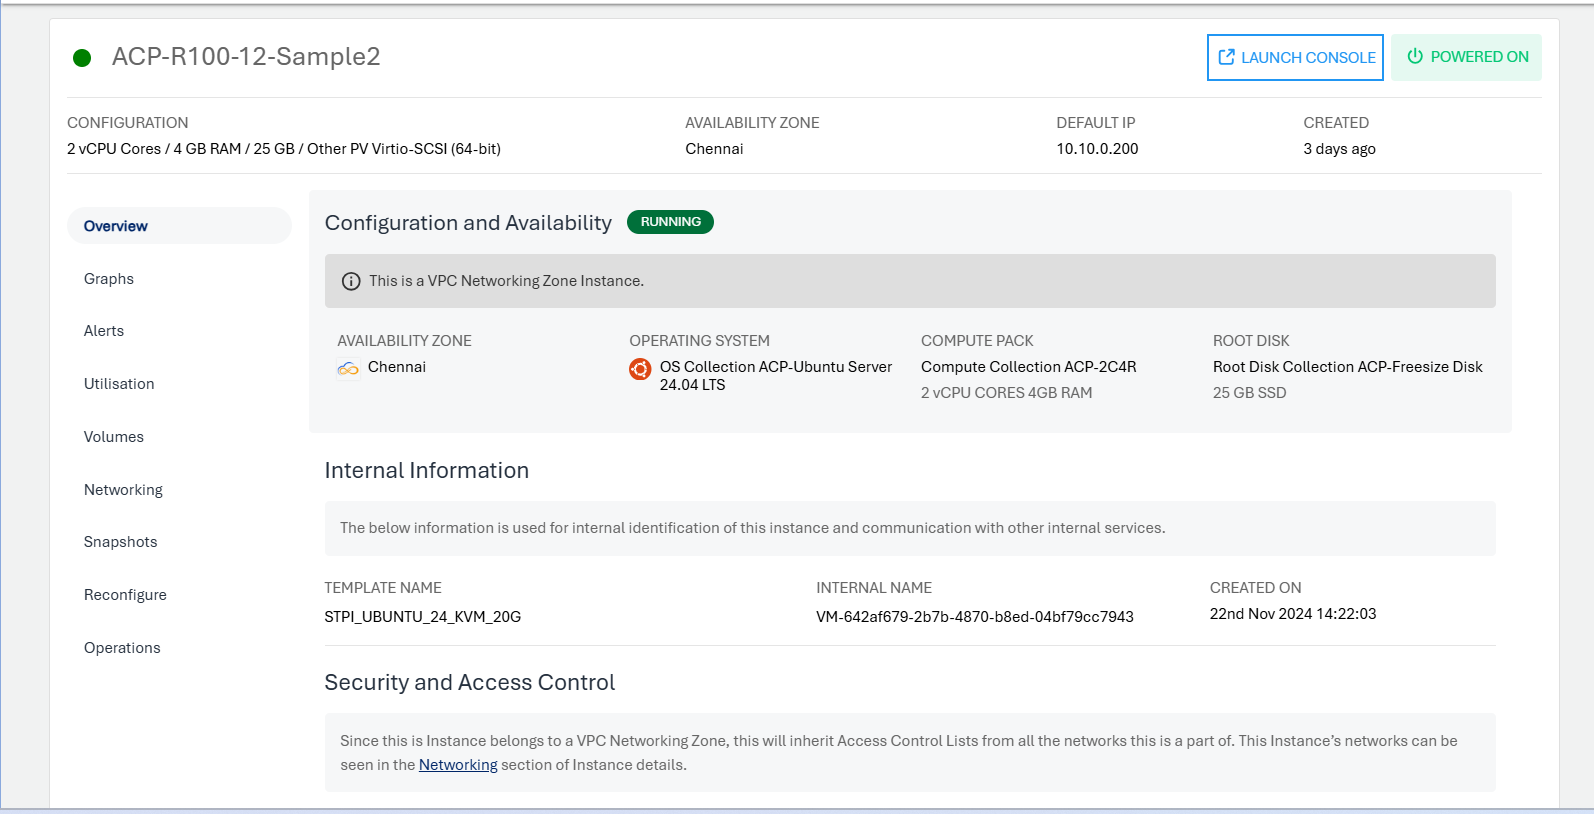 ACP-R100-12-Sample2
LAUNCH CONSOLE
POWERED ON
CONFIGURATION
2 vCPU Cores / 4 GB RAM / 25 GB / Other PV Virtio-SCSI (64-bit)
AVAILABILITY ZONE
Chennai
DEFAULT IP
10.10.0.200
CREATED
3 days ago
Overview
Graphs
Alerts
Utilisation
Volumes
Networking
Snapshots
Reconfigure
Operations
Configuration and Availability
RUNNING
This is a VPC Networking Zone Instance.
AVAILABILITY ZONE
Chennai
OPERATING SYSTEM
OS Collection ACP-Ubuntu Server
24.04 LTS
COMPUTE PACK
Compute Collection ACP-2C4R
2 vCPU CORES 4GB RAM
ROOT DISK
Root Disk Collection ACP-Freesize Disk
25 GB SSD
Internal Information
The below information is used for internal identification of this instance and communication with other internal services.
TEMPLATE NAME
STPI_UBUNTU_24_KVM_20G
INTERNAL NAME
VM-642af679-2b7b-4870-b8ed-04bf79cc7943
CREATED ON
22nd Nov 2024 14:22:03
Security and Access Control
Since this is Instance belongs to a VPC Networking Zone, this will inherit Access Control Lists from all the networks this is a part of. This Instance's networks can be
seen in the Networking section of Instance details.